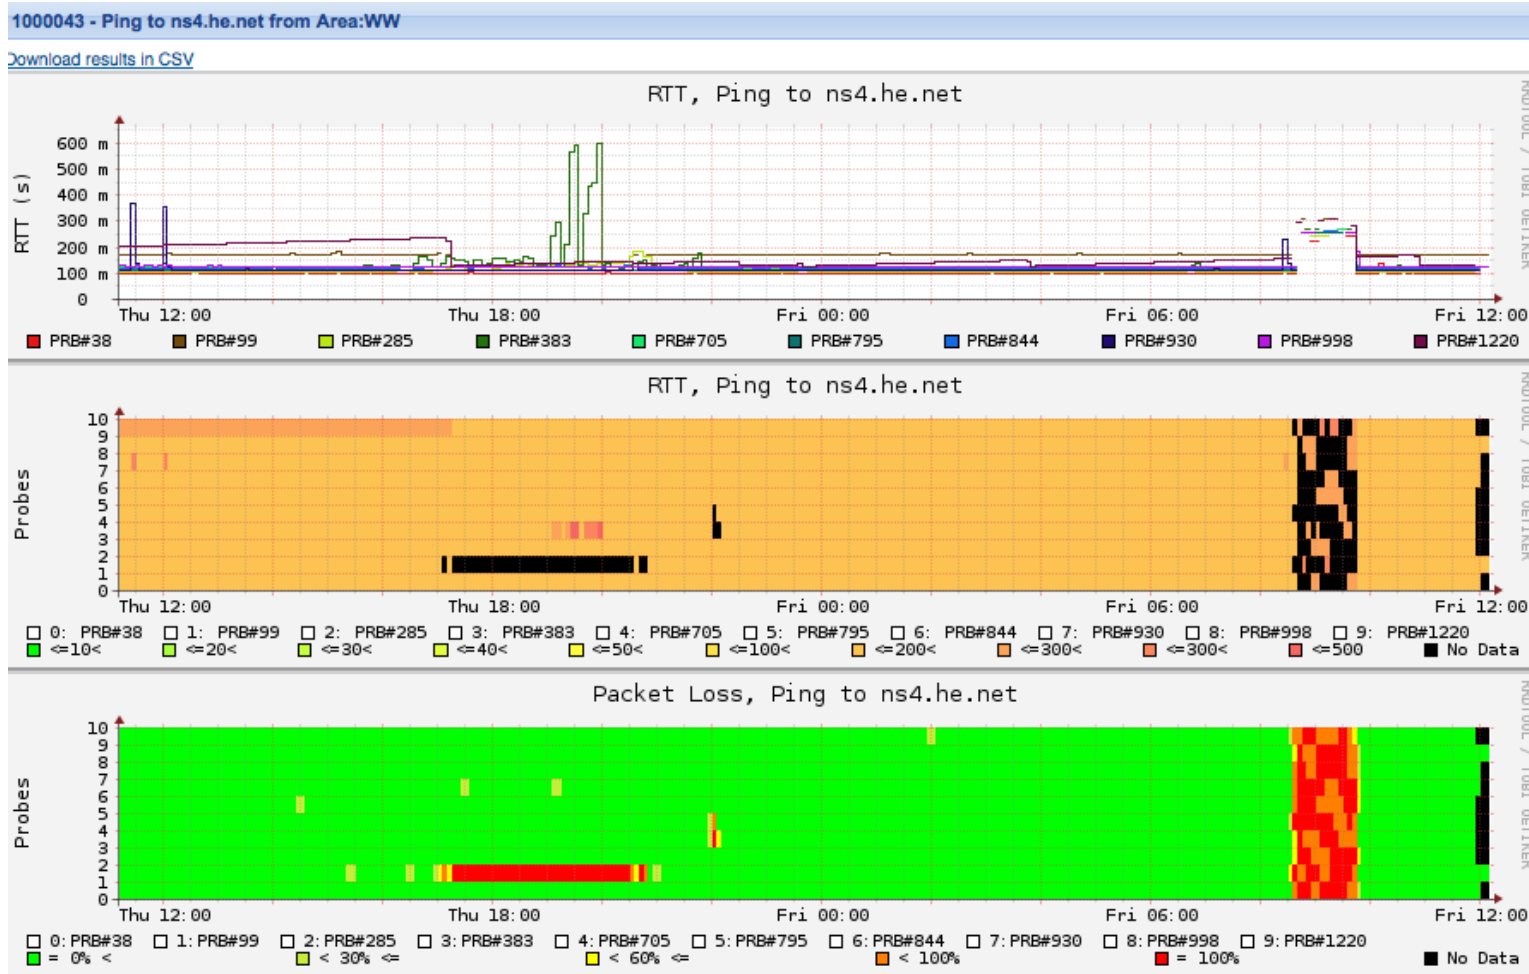 1000043 - Ping to ns4.he.net from Area:WW
Download results in CSV
RTT, Ping to ns4.he.net
RTT (s)
600 m
500 m
400 m
300 m
200 m
100 m
0
Thu 12:00 Thu 18:00 Fri 00:00 Fri 06:00 Fri 12:00
PRB#38 PRB#99 PRB#285 PRB#383 PRB#705 PRB#795 PRB#844 PRB#930 PRB#998 PRB#1220
RRDTOOL / TOBI OETIKER
RTT, Ping to ns4.he.net
Probes
10
9
8
7
6
5
4
3
2
1
0
Thu 12:00 Thu 18:00 Fri 00:00 Fri 06:00 Fri 12:00
0: PRB#38 1: PRB#99 2: PRB#285 3: PRB#383 4: PRB#705 5: PRB#795 6: PRB#844 7: PRB#930 8: PRB#998 9: PRB#1220
<=10< <=20< <=30< <=40< <=50< <=100< <=200< <=300< <=300< <=500 No Data
RRDTOOL / TOBI OETIKER
Packet Loss, Ping to ns4.he.net
Probes
10
9
8
7
6
5
4
3
2
1
0
Thu 12:00 Thu 18:00 Fri 00:00 Fri 06:00 Fri 12:00
0: PRB#38 1: PRB#99 2: PRB#285 3: PRB#383 4: PRB#705 5: PRB#795 6: PRB#844 7: PRB#930 8: PRB#998 9: PRB#1220
= 0% < < 30% <= < 60% <= < 100% = 100% No Data
RRDTOOL / TOBI OETIKER